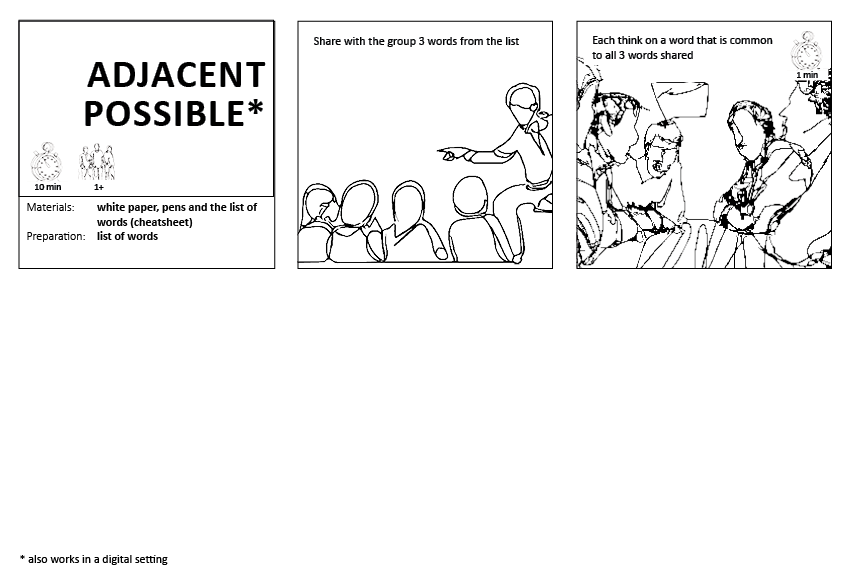 ADJACENT
POSSIBLE*
10 min
1+
Materials: white paper, pens and the list of
words (cheatsheet)
Preparation: list of words
Share with the group 3 words from the list
Each think on a word that is common
to all 3 words shared
1 min
* also works in a digital setting